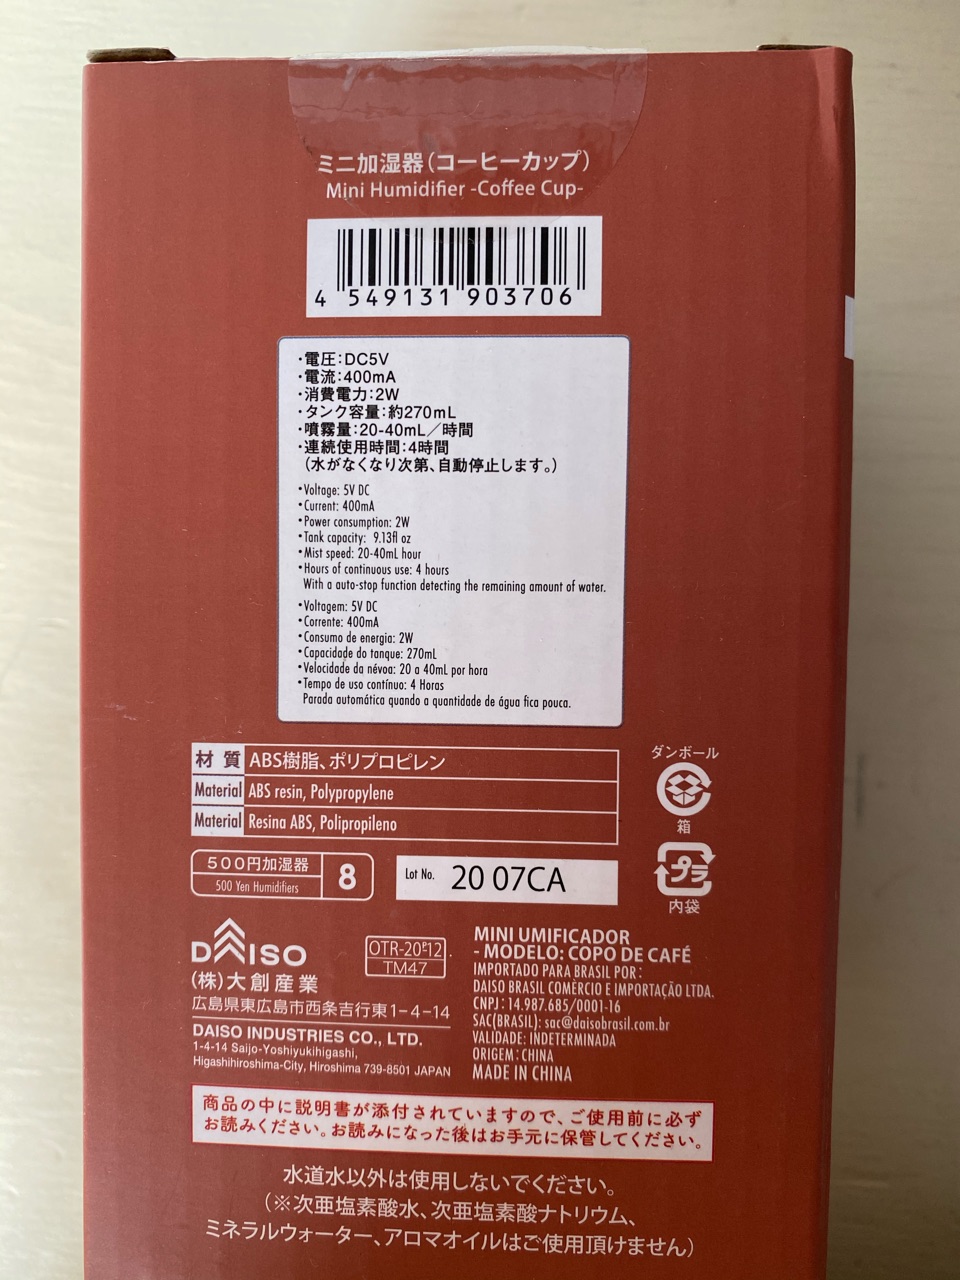 ミニ加湿器(コーヒーカップ)
Mini Humidifier -Coffee Cup-
4 549131 903706
・電圧:DC5V
・電流:400mA
・消費電力:2W
・タンク容量:約270mL
・噴霧量:20-40mL/時間
・連続使用時間:4時間
(水がなくなり次第、自動停止します。)
•Voltage: 5V DC
•Current: 400mA
•Power consumption: 2W
•Tank capacity: 9.13fl oz
•Mist speed: 20-40mL hour
•Hours of continuous use: 4 hours
With a auto-stop function detecting the remaining amount of water.
•Voltagem: 5V DC
•Corrente: 400mA
•Consumo de energia: 2W
•Capacidade do tanque: 270mL
•Velocidade da névoa: 20 a 40mL por hora
•Tempo de uso contínuo: 4 Horas
Parada automática quando a quantidade de água fica pouca.
材質 ABS樹脂、ポリプロピレン
Material ABS resin, Polypropylene
Material Resina ABS, Polipropileno
ダンボール
箱
プラ
内袋
500円加湿器
500 Yen Humidifiers
8
Lot No. 20 07CA
DAISO
(株)大創産業
広島県東広島市西条吉行東1-4-14
DAISO INDUSTRIES CO., LTD.
1-4-14 Saijo-Yoshiyukihigashi,
Higashihiroshima-City, Hiroshima 739-8501 JAPAN
OTR-20P12
TM47
MINI UMIFICADOR
- MODELO: COPO DE CAFÉ
IMPORTADO PARA BRASIL POR:
DAISO BRASIL COMÉRCIO E IMPORTAÇÃO LTDA.
CNPJ: 14.987.685/0001-16
SAC(BRASIL): sac@daisobrasil.com.br
VALIDADE: INDETERMINADA
ORIGEM: CHINA
MADE IN CHINA
商品の中に説明書が添付されていますので、ご使用前に必ず
お読みください。お読みになった後はお手元に保管してください。
水道水以外は使用しないでください。
(※次亜塩素酸水、次亜塩素酸ナトリウム、
ミネラルウォーター、アロマオイルはご使用頂けません)